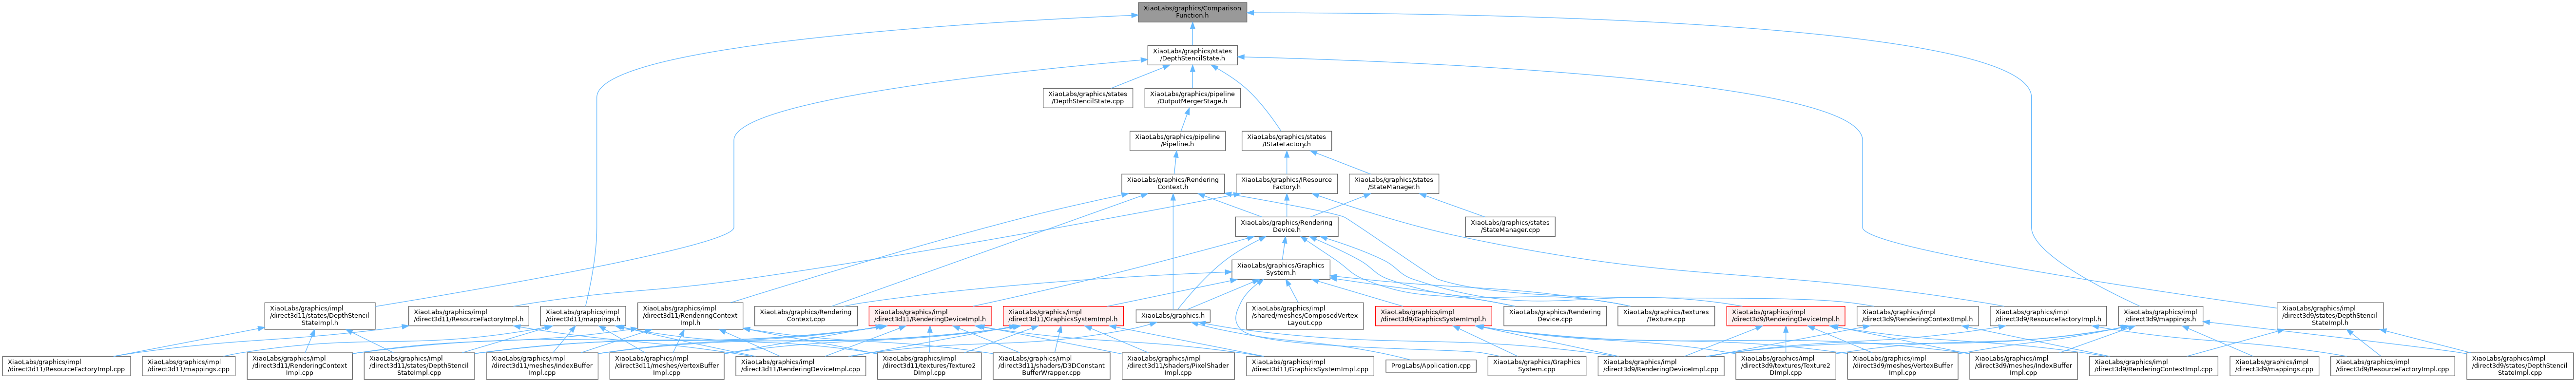 XiaoLabs/graphics/Comparison
Function.h
XiaoLabs/graphics/states
/DepthStencilState.h
XiaoLabs/graphics/states
/DepthStencilState.cpp
XiaoLabs/graphics/pipeline
/OutputMergerStage.h
XiaoLabs/graphics/pipeline
/Pipeline.h
XiaoLabs/graphics/states
/IStateFactory.h
XiaoLabs/graphics/Rendering
Context.h
XiaoLabs/graphics/IResource
Factory.h
XiaoLabs/graphics/states
/StateManager.h
XiaoLabs/graphics/Rendering
Device.h
XiaoLabs/graphics/states
/StateManager.cpp
XiaoLabs/graphics/Graphics
System.h
XiaoLabs/graphics/impl
/direct3d11/states/DepthStencil
StateImpl.h
XiaoLabs/graphics/impl
/direct3d11/ResourceFactoryImpl.h
XiaoLabs/graphics/impl
/direct3d11/mappings.h
XiaoLabs/graphics/impl
/direct3d11/RenderingContext
Impl.h
XiaoLabs/graphics/Rendering
Context.cpp
XiaoLabs/graphics/impl
/direct3d11/RenderingDeviceImpl.h
XiaoLabs/graphics/impl
/direct3d11/GraphicsSystemImpl.h
XiaoLabs/graphics.h
XiaoLabs/graphics/impl
/shared/meshes/ComposedVertex
Layout.cpp
XiaoLabs/graphics/impl
/direct3d9/GraphicsSystemImpl.h
XiaoLabs/graphics/Rendering
Device.cpp
XiaoLabs/graphics/textures
/Texture.cpp
XiaoLabs/graphics/impl
/direct3d9/RenderingDeviceImpl.h
XiaoLabs/graphics/impl
/direct3d9/RenderingContextImpl.h
XiaoLabs/graphics/impl
/direct3d9/ResourceFactoryImpl.h
XiaoLabs/graphics/impl
/direct3d9/mappings.h
XiaoLabs/graphics/impl
/direct3d9/states/DepthStencil
StateImpl.h
XiaoLabs/graphics/impl
/direct3d11/ResourceFactoryImpl.cpp
XiaoLabs/graphics/impl
/direct3d11/mappings.cpp
XiaoLabs/graphics/impl
/direct3d11/RenderingContext
Impl.cpp
XiaoLabs/graphics/impl
/direct3d11/states/DepthStencil
StateImpl.cpp
XiaoLabs/graphics/impl
/direct3d11/meshes/IndexBuffer
Impl.cpp
XiaoLabs/graphics/impl
/direct3d11/meshes/VertexBuffer
Impl.cpp
XiaoLabs/graphics/impl
/direct3d11/RenderingDeviceImpl.cpp
XiaoLabs/graphics/impl
/direct3d11/textures/Texture2
DImpl.cpp
XiaoLabs/graphics/impl
/direct3d11/shaders/D3DConstant
BufferWrapper.cpp
XiaoLabs/graphics/impl
/direct3d11/shaders/PixelShader
Impl.cpp
XiaoLabs/graphics/impl
/direct3d11/GraphicsSystemImpl.cpp
ProgLabs/Application.cpp
XiaoLabs/graphics/Graphics
System.cpp
XiaoLabs/graphics/impl
/direct3d9/RenderingDeviceImpl.cpp
XiaoLabs/graphics/impl
/direct3d9/textures/Texture2
DImpl.cpp
XiaoLabs/graphics/impl
/direct3d9/meshes/VertexBuffer
Impl.cpp
XiaoLabs/graphics/impl
/direct3d9/meshes/IndexBuffer
Impl.cpp
XiaoLabs/graphics/impl
/direct3d9/RenderingContextImpl.cpp
XiaoLabs/graphics/impl
/direct3d9/mappings.cpp
XiaoLabs/graphics/impl
/direct3d9/ResourceFactoryImpl.cpp
XiaoLabs/graphics/impl
/direct3d9/states/DepthStencil
StateImpl.cpp